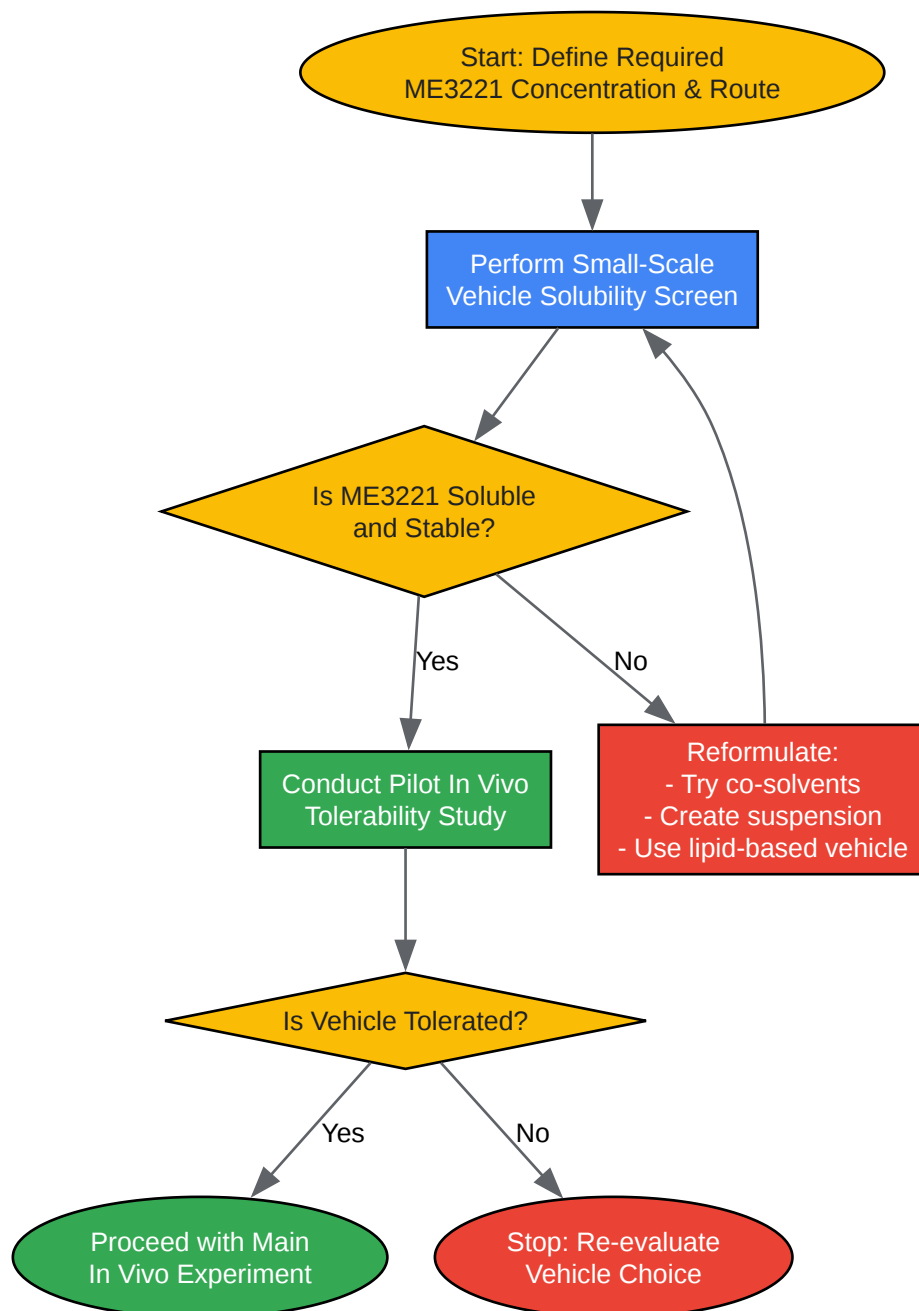 Start: Define Required
ME3221 Concentration & Route
Perform Small-Scale
Vehicle Solubility Screen
Is ME3221 Soluble
and Stable?
Yes
No
Conduct Pilot In Vivo
Tolerability Study
Reformulate:
- Try co-solvents
- Create suspension
- Use lipid-based vehicle
Is Vehicle Tolerated?
Yes
No
Proceed with Main
In Vivo Experiment
Stop: Re-evaluate
Vehicle Choice